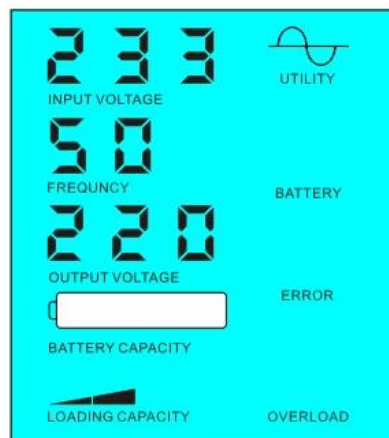 233
UTILITY
INPUT VOLTAGE
50
FREQUNCY
BATTERY
220
OUTPUT VOLTAGE
ERROR
BATTERY CAPACITY
LOADING CAPACITY
OVERLOAD